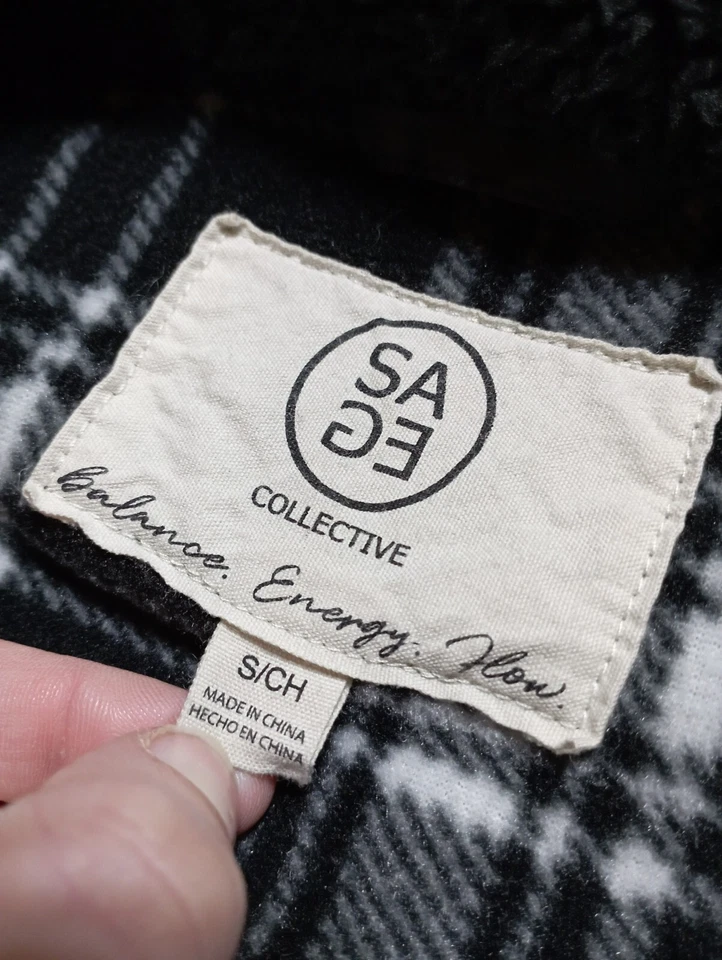 SA
GE
COLLECTIVE
Balance. Energy. Flow.
S/CH
MADE IN CHINA
HECHO EN CHINA